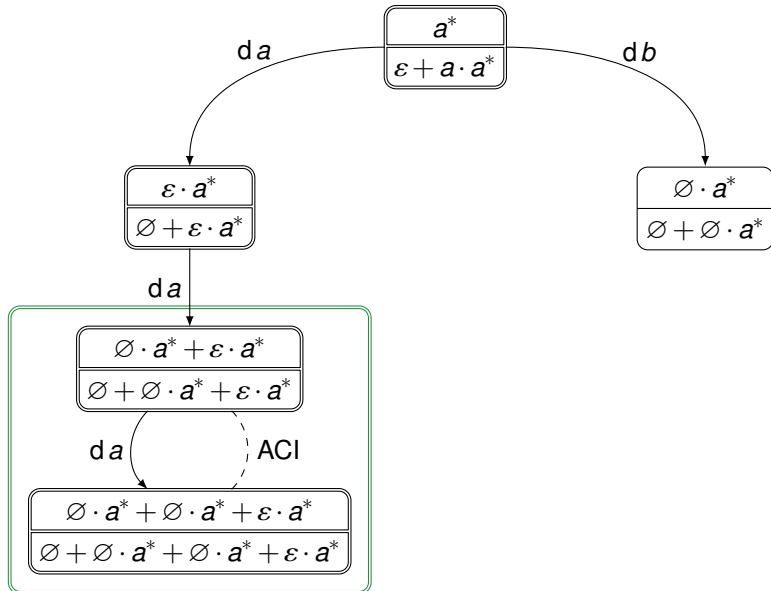 a*
ε + a · a*
d a
d b
ε · a*
∅ + ε · a*
∅ · a*
∅ + ∅ · a*
d a
∅ · a* + ε · a*
∅ + ∅ · a* + ε · a*
d a
ACI
∅ · a* + ∅ · a* + ε · a*
∅ + ∅ · a* + ∅ · a* + ε · a*